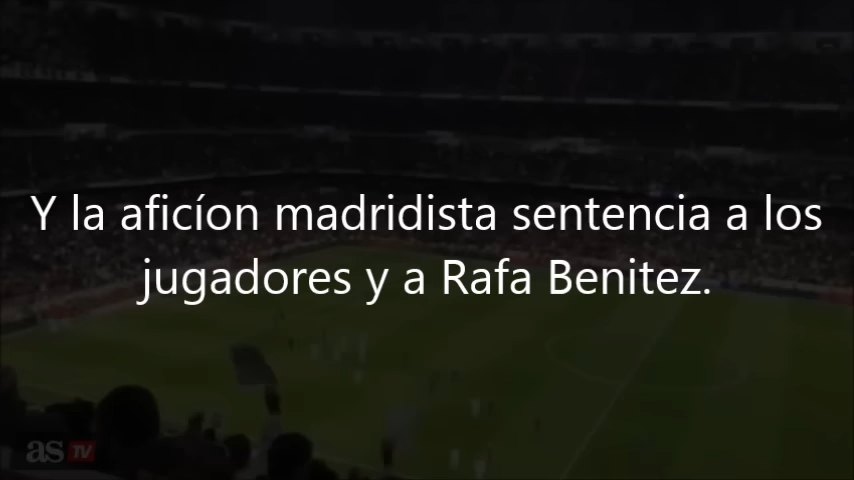 Y la aficíon madridista sentencia a los
jugadores y a Rafa Benitez.
as TV